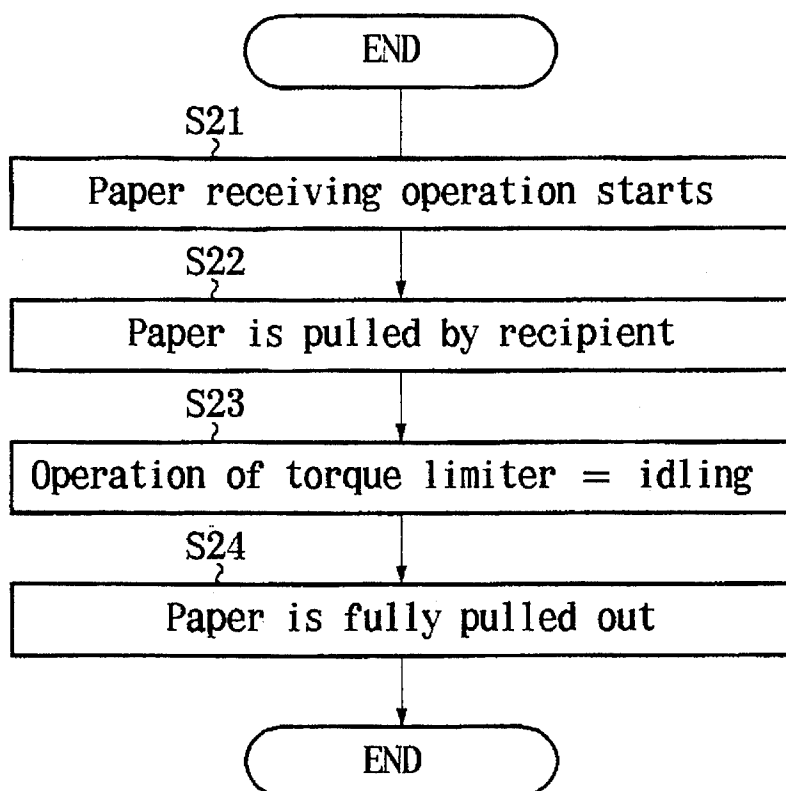 END
S21
Paper receiving operation starts
S22
Paper is pulled by recipient
S23
Operation of torque limiter = idling
S24
Paper is fully pulled out
END